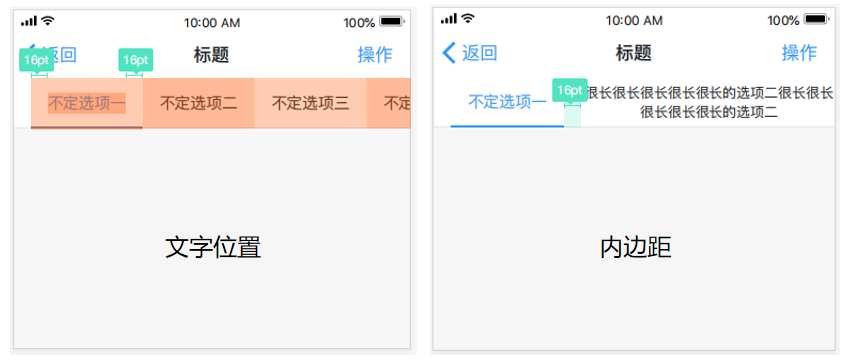 10:00 AM
100%
返回
标题
操作
16pt
16pt
不定选项一
不定选项二
不定选项三
不定
文字位置
10:00 AM
100%
返回
标题
操作
16pt
不定选项一
很长很长很长很长很长的选项二很长很长
很长很长很长的选项二
内边距